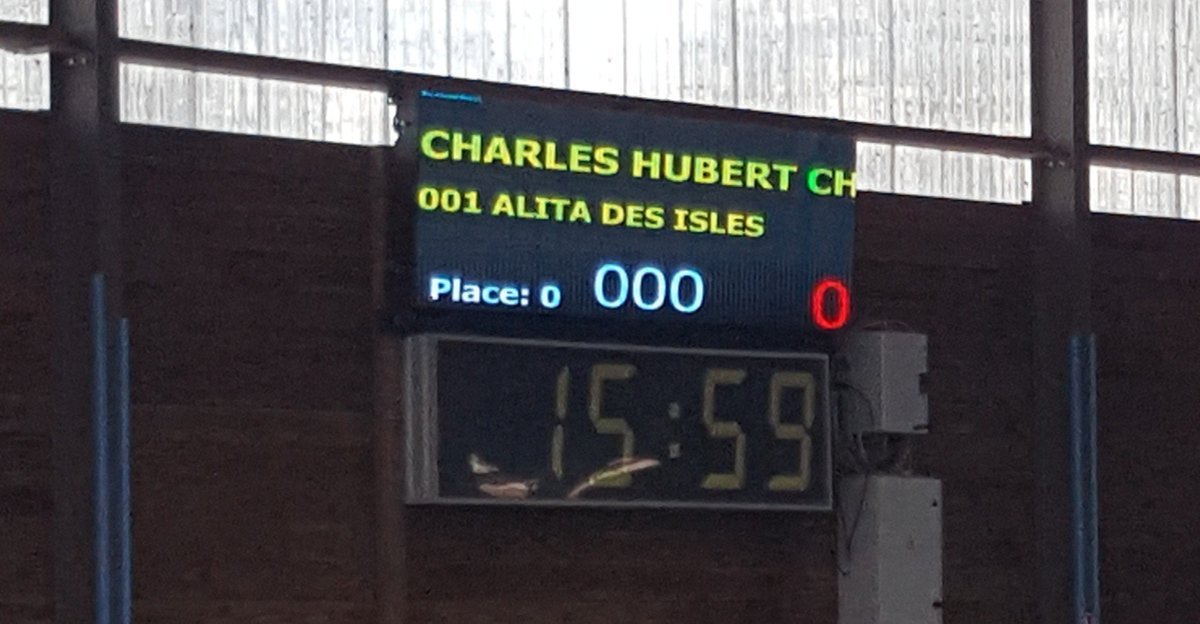 CHARLES HUBERT CH
001 ALITA DES ISLES
Place: 0 000 0
15:59